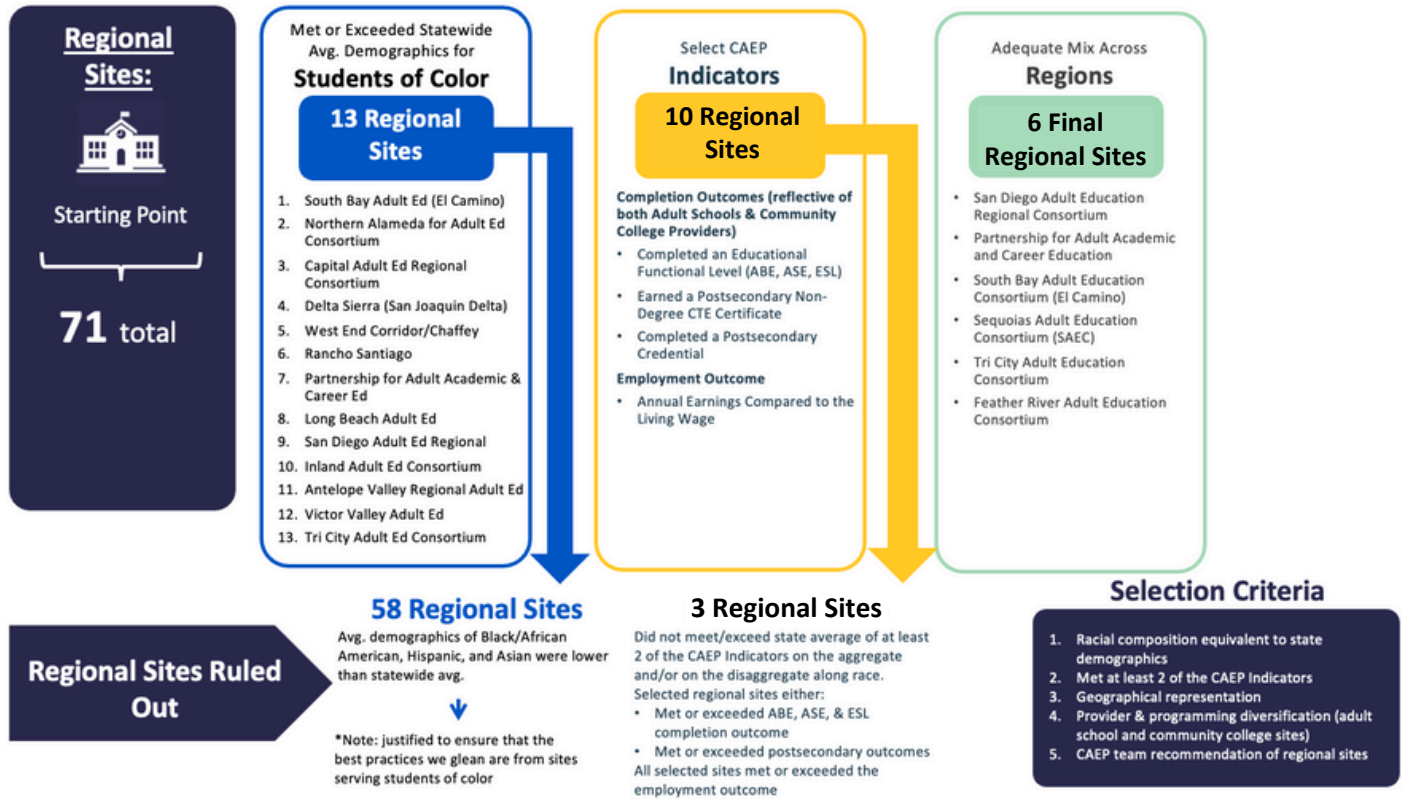 Regional
Sites:
Starting Point
71 total
Met or Exceeded Statewide
Avg. Demographics for
Students of Color
13 Regional
Sites
1. South Bay Adult Ed (El Camino)
2. Northern Alameda for Adult Ed
Consortium
3. Capital Adult Ed Regional
Consortium
4. Delta Sierra (San Joaquin Delta)
5. West End Corridor/Chaffey
6. Rancho Santiago
7. Partnership for Adult Academic &
Career Ed
8. Long Beach Adult Ed
9. San Diego Adult Ed Regional
10. Inland Adult Ed Consortium
11. Antelope Valley Regional Adult Ed
12. Victor Valley Adult Ed
13. Tri City Adult Ed Consortium
Select CAEP
Indicators
10 Regional
Sites
Completion Outcomes (reflective of
both Adult Schools & Community
College Providers)
• Completed an Educational
Functional Level (ABE, ASE, ESL)
• Earned a Postsecondary Non-
Degree CTE Certificate
• Completed a Postsecondary
Credential
Employment Outcome
• Annual Earnings Compared to the
Living Wage
Adequate Mix Across
Regions
6 Final
Regional Sites
• San Diego Adult Education
Regional Consortium
• Partnership for Adult Academic
and Career Education
• South Bay Adult Education
Consortium (El Camino)
• Sequoias Adult Education
Consortium (SAEC)
• Tri City Adult Education
Consortium
• Feather River Adult Education
Consortium
Regional Sites Ruled
Out
58 Regional Sites
Avg. demographics of Black/African
American, Hispanic, and Asian were lower
than statewide avg.
*Note: justified to ensure that the
best practices we glean are from sites
serving students of color
3 Regional Sites
Did not meet/exceed state average of at least
2 of the CAEP Indicators on the aggregate
and/or on the disaggregate along race.
Selected regional sites either:
• Met or exceeded ABE, ASE, & ESL
completion outcome
• Met or exceeded postsecondary outcomes
All selected sites met or exceeded the
employment outcome
Selection Criteria
1. Racial composition equivalent to state
demographics
2. Met at least 2 of the CAEP Indicators
3. Geographical representation
4. Provider & programming diversification (adult
school and community college sites)
5. CAEP team recommendation of regional sites